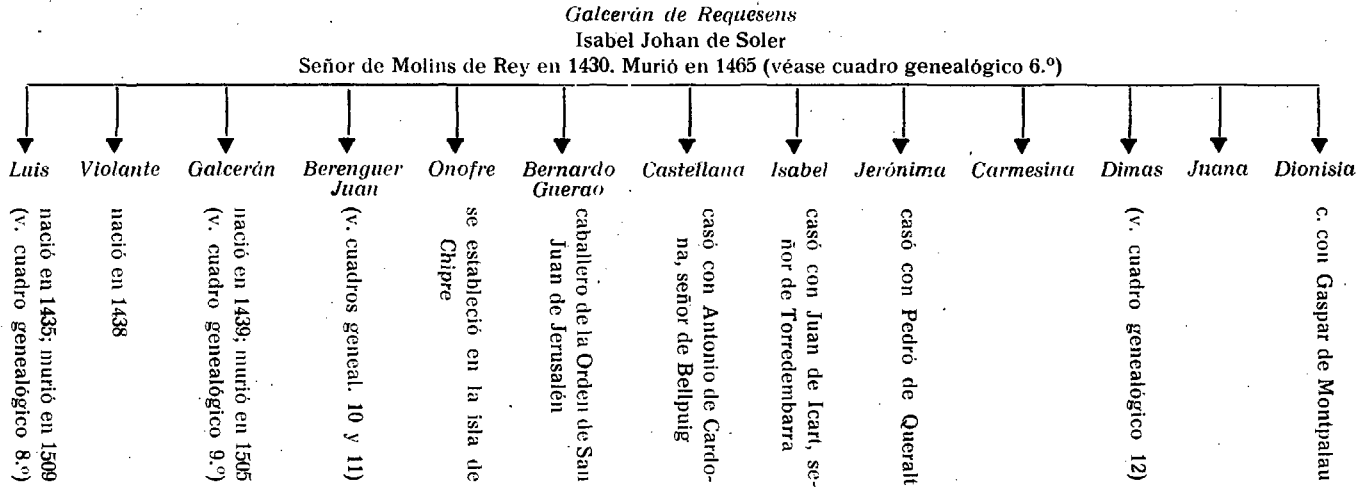 Galcerán de Requesens
Isabel Johan de Soler
Señor de Molins de Rey en 1430. Murió en 1465 (véase cuadro genealógico 6.º)
Luis
nació en 1435; murió en 1509
(v. cuadro genealógico 8.º)
Violante
nació en 1438
Galcerán
nació en 1439; murió en 1505
(v. cuadro genealógico 9.º)
Berenguer
Juan
(v. cuadros geneal. 10 y 11)
Onofre
se estableció en la isla de
Chipre
Bernardo
Guerao
caballero de la Orden de San
Juan de Jerusalén
Castellana
casó con Antonio de Cardo-
na, señor de Bellpuig
Isabel
casó con Juan de Icart, se-
ñor de Torredembarra
Jerónima
casó con Pedró de Queralt
Carmesina
Dimas
(v. cuadro genealógico 12)
Juana
Dionisia
c. con Gaspar de Montpalau